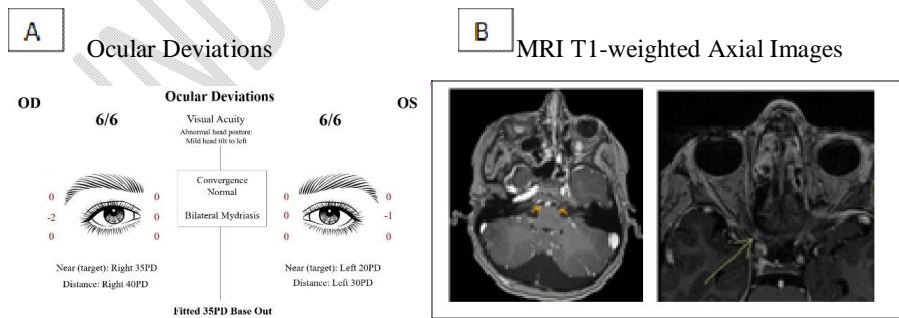 A
Ocular Deviations
OD
6/6
Ocular Deviations
Visual Acuity
Abnormal head posture:
Mild head tilt to left
6/6
OS
Convergence
Normal
Bilateral Mydriasis
0 0 0 0
-2 0 0 -1
0 0 0 0
Near (target): Right 35PD
Distance: Right 40PD
Near (target): Left 20PD
Distance: Left 30PD
Fitted 35PD Base Out
B
MRI T1-weighted Axial Images